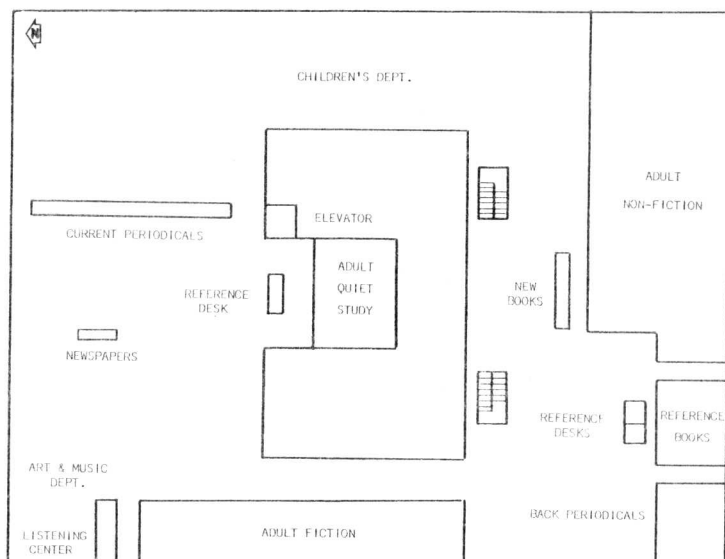 N
CHILDREN'S DEPT.
ADULT
NON-FICTION
ELEVATOR
CURRENT PERIODICALS
ADULT
QUIET
STUDY
REFERENCE
DESK
NEW
BOOKS
NEWSPAPERS
REFERENCE
DESKS
REFERENCE
BOOKS
ART & MUSIC
DEPT.
LISTENING
CENTER
ADULT FICTION
BACK PERIODICALS